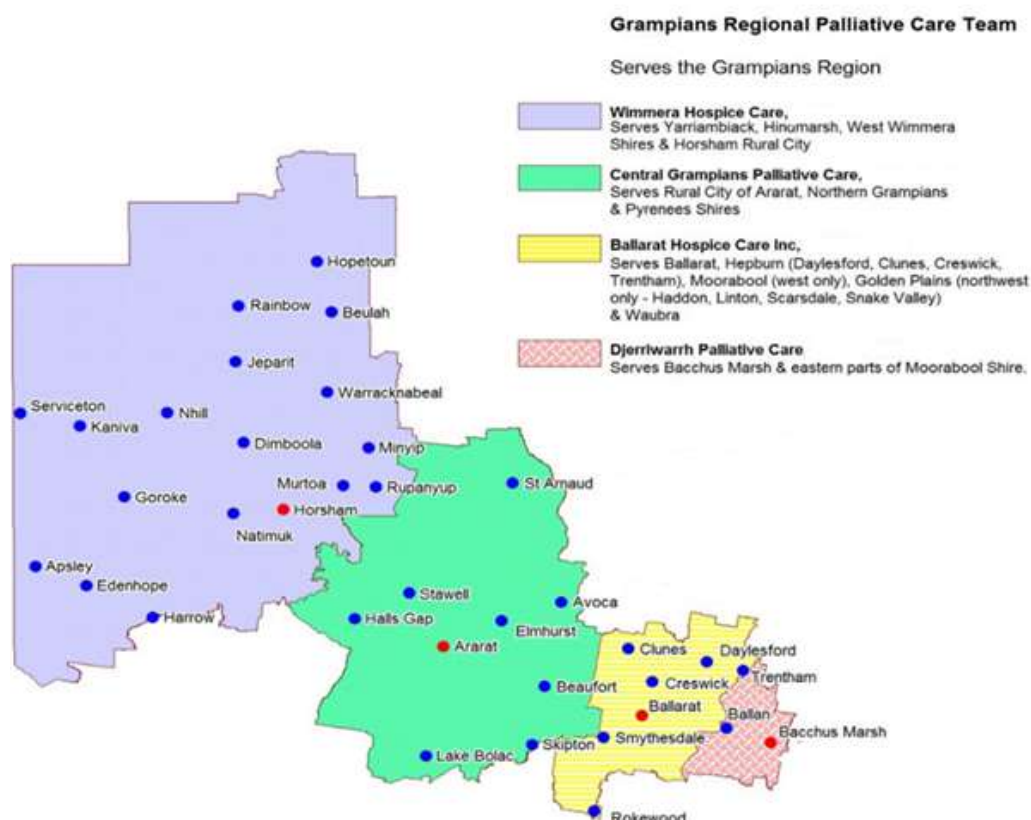 Grampians Regional Palliative Care Team
Serves the Grampians Region
Wimmera Hospice Care,
Serves Yarriambiack, Hinumarsh, West Wimmera
Shires & Horsham Rural City
Central Grampians Palliative Care,
Serves Rural City of Ararat, Northern Grampians
& Pyrenees Shires
Ballarat Hospice Care Inc,
Serves Ballarat, Hepburn (Daylesford, Clunes, Creswick,
Trentham), Moorabool (west only), Golden Plains (northwest
only - Haddon, Linton, Scarsdale, Snake Valley)
& Waubra
Djerriwarrh Palliative Care
Serves Bacchus Marsh & eastern parts of Moorabool Shire.
Hopetoun
Rainbow
Beulah
Jeparit
Warracknabeal
Serviceton
Nhill
Kaniva
Dimboola
Minyip
Murtoa
Rupanyup
St Arnaud
Goroke
Horsham
Natimuk
Apsley
Edenhope
Stawell
Avoca
Harrow
Halls Gap
Elmhurst
Ararat
Clunes
Daylesford
Trentham
Beaufort
Creswick
Ballarat
Ballan
Skipton
Smythesdale
Bacchus Marsh
Lake Bolac
Rokewood